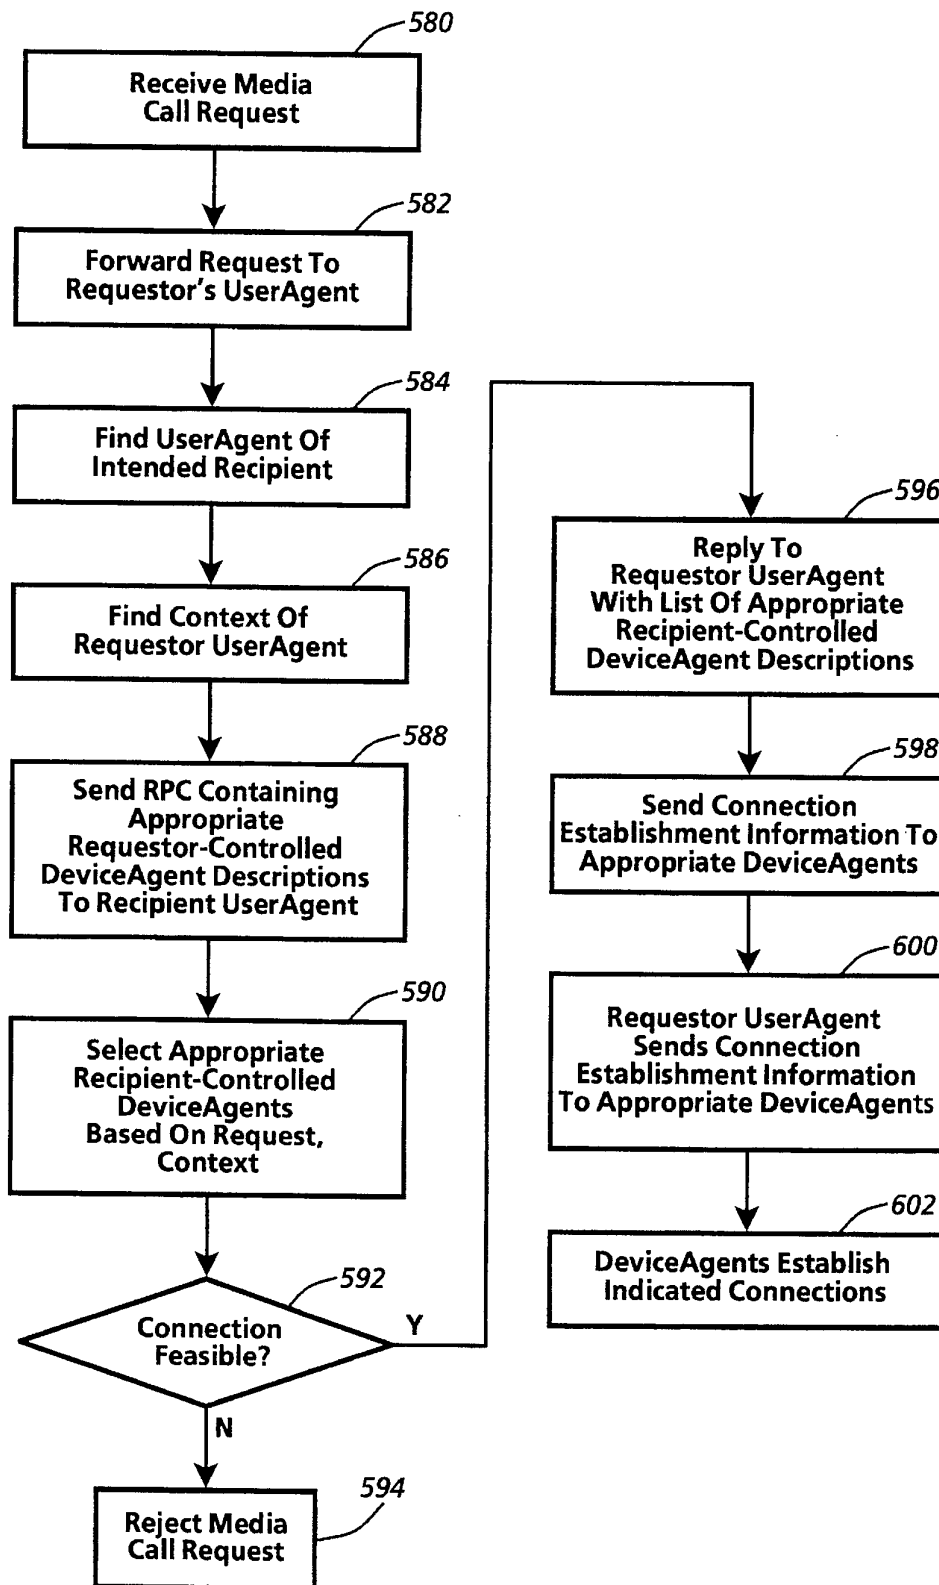 580
Receive Media
Call Request
582
Forward Request To
Requestor's UserAgent
584
Find UserAgent Of
Intended Recipient
586
Find Context Of
Requestor UserAgent
588
Send RPC Containing
Appropriate
Requestor-Controlled
DeviceAgent Descriptions
To Recipient UserAgent
590
Select Appropriate
Recipient-Controlled
DeviceAgents
Based On Request,
Context
592
Connection
Feasible?
Y
N
594
Reject Media
Call Request
596
Reply To
Requestor UserAgent
With List Of Appropriate
Recipient-Controlled
DeviceAgent Descriptions
598
Send Connection
Establishment Information To
Appropriate DeviceAgents
600
Requestor UserAgent
Sends Connection
Establishment Information
To Appropriate DeviceAgents
602
DeviceAgents Establish
Indicated Connections